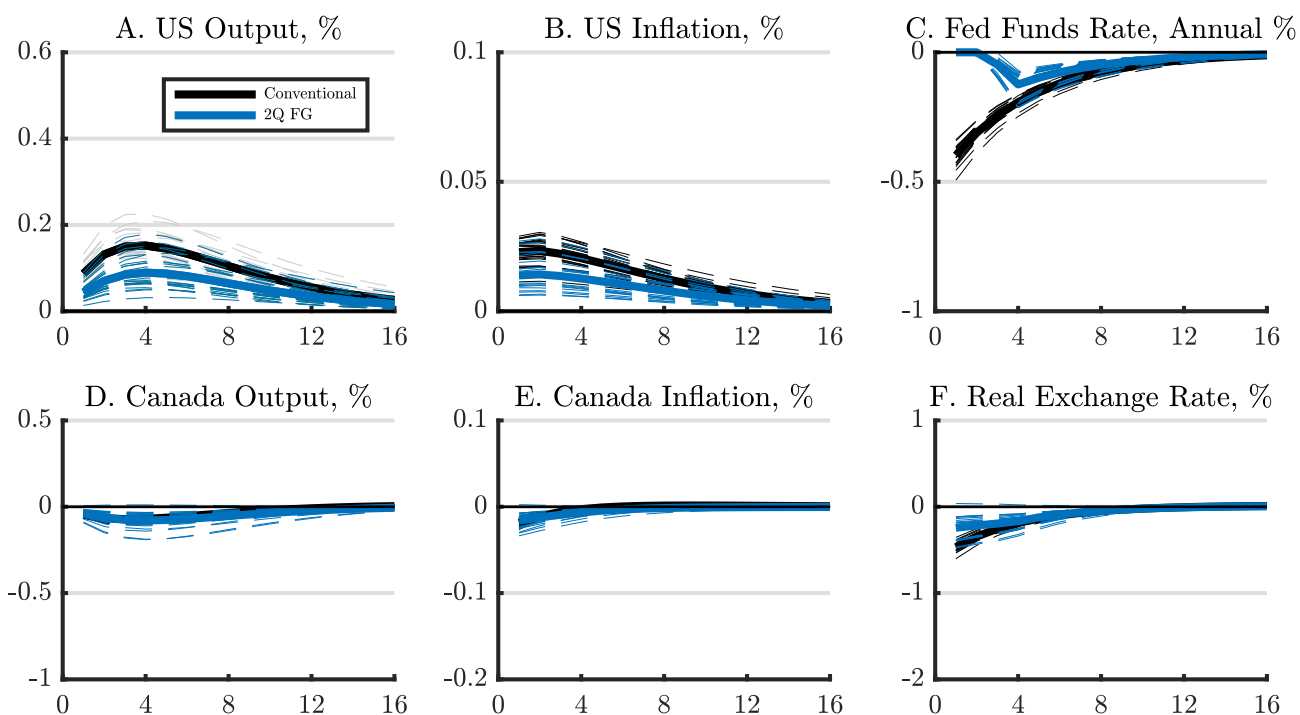 A. US Output, %
0.6
0.4
0.2
0
0 4 8 12 16
Conventional
2Q FG
B. US Inflation, %
0.1
0.05
0
0 4 8 12 16
C. Fed Funds Rate, Annual %
0
-0.5
-1
0 4 8 12 16
D. Canada Output, %
0.5
0
-0.5
-1
0 4 8 12 16
E. Canada Inflation, %
0.1
0
-0.1
-0.2
0 4 8 12 16
F. Real Exchange Rate, %
1
0
-1
-2
0 4 8 12 16